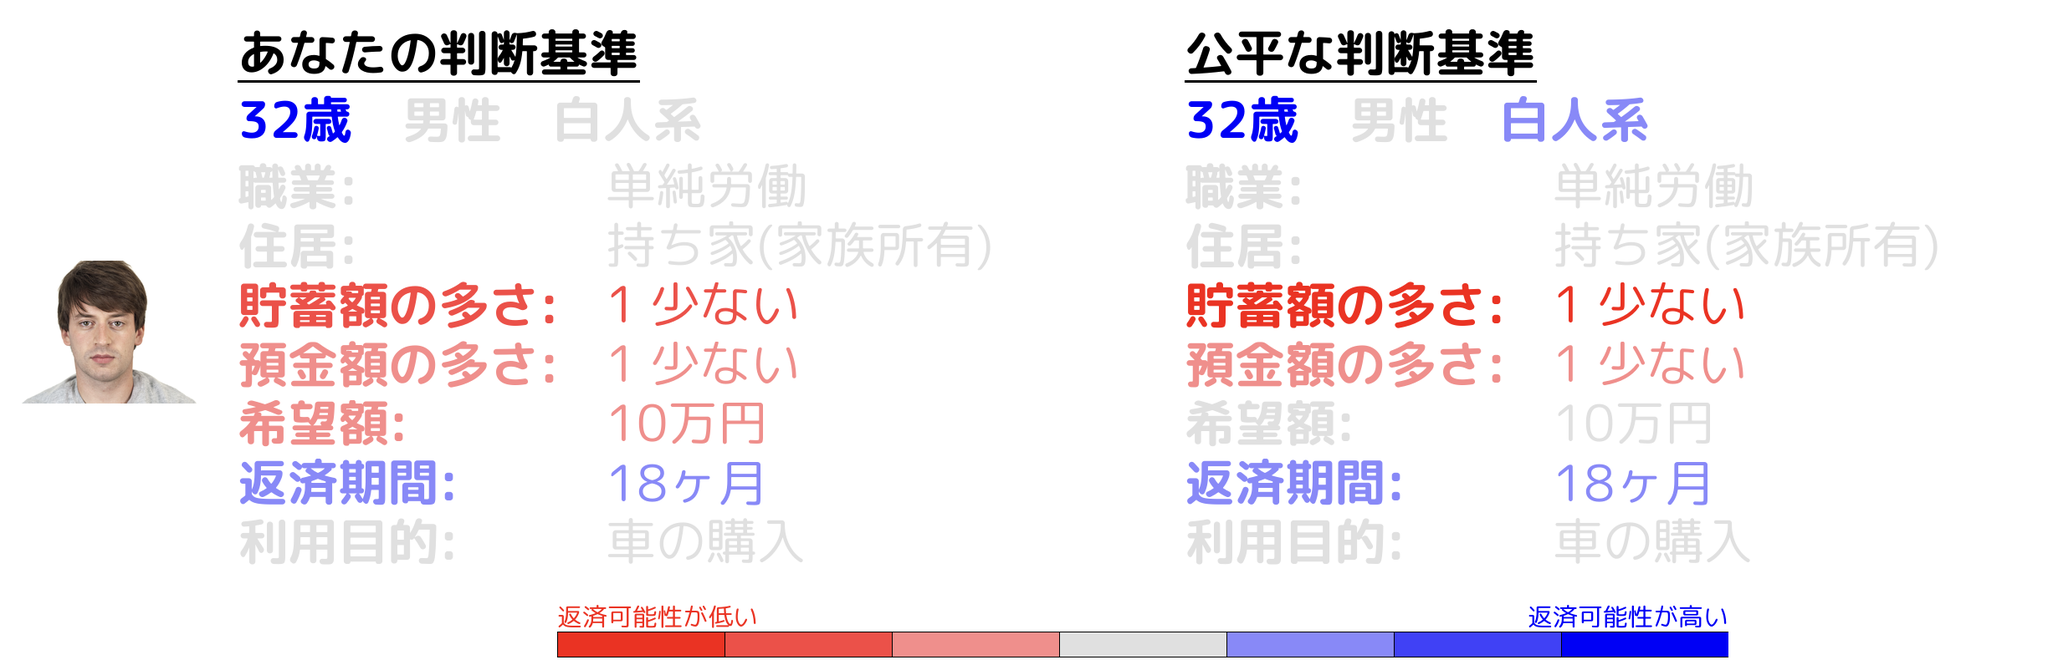 あなたの判断基準
32歳 男性 白人系
職業: 単純労働
住居: 持ち家(家族所有)
貯蓄額の多さ: 1 少ない
預金額の多さ: 1 少ない
希望額: 10万円
返済期間: 18ヶ月
利用目的: 車の購入
公平な判断基準
32歳 男性 白人系
職業: 単純労働
住居: 持ち家(家族所有)
貯蓄額の多さ: 1 少ない
預金額の多さ: 1 少ない
希望額: 10万円
返済期間: 18ヶ月
利用目的: 車の購入
返済可能性が低い
返済可能性が高い